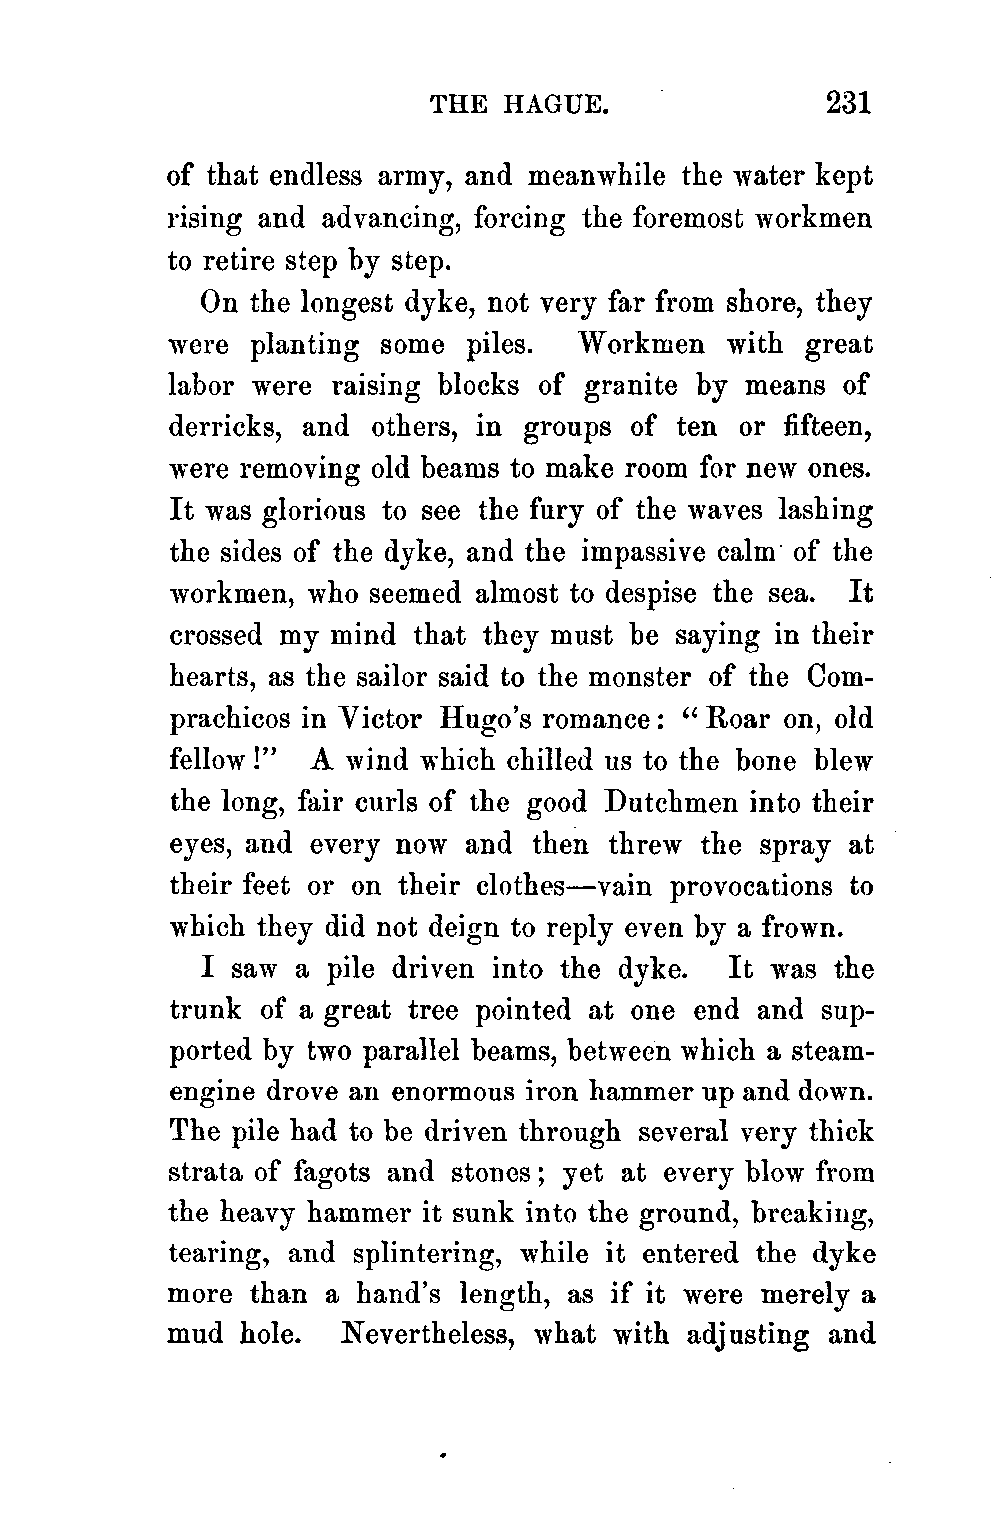 THE HAGUE. 231
of that endless army, and meanwhile the water kept
rising and advancing, forcing the foremost workmen
to retire step by step.
On the longest dyke, not very far from shore, they
were planting some piles. Workmen with great
labor were raising blocks of granite by means of
derricks, and others, in groups of ten or fifteen,
were removing old beams to make room for new ones.
It was glorious to see the fury of the waves lashing
the sides of the dyke, and the impassive calm of the
workmen, who seemed almost to despise the sea. It
crossed my mind that they must be saying in their
hearts, as the sailor said to the monster of the Com-
prachicos in Victor Hugo's romance: "Roar on, old
fellow!" A wind which chilled us to the bone blew
the long, fair curls of the good Dutchmen into their
eyes, and every now and then threw the spray at
their feet or on their clothes—vain provocations to
which they did not deign to reply even by a frown.
I saw a pile driven into the dyke. It was the
trunk of a great tree pointed at one end and sup-
ported by two parallel beams, between which a steam-
engine drove an enormous iron hammer up and down.
The pile had to be driven through several very thick
strata of fagots and stones; yet at every blow from
the heavy hammer it sunk into the ground, breaking,
tearing, and splintering, while it entered the dyke
more than a hand's length, as if it were merely a
mud hole. Nevertheless, what with adjusting and